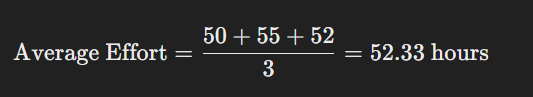 Average Effort = (50 + 55 + 52) / 3 = 52.33 hours